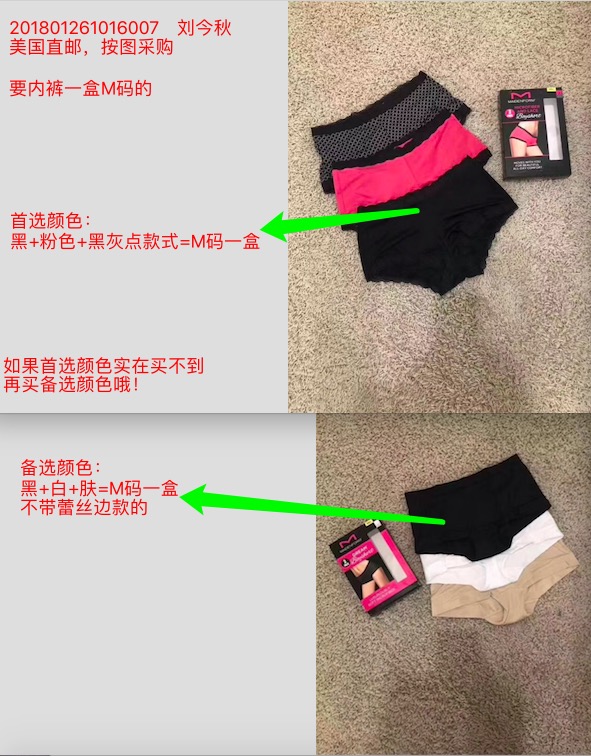 201801261016007 刘今秋
美国直邮，按图采购
要内裤一盒M码的
MAIDENFORM
首选颜色：
黑+粉色+黑灰点款式=M码一盒
如果首选颜色实在买不到
再买备选颜色哦！
备选颜色：
黑+白+肤=M码一盒
不带蕾丝边款的